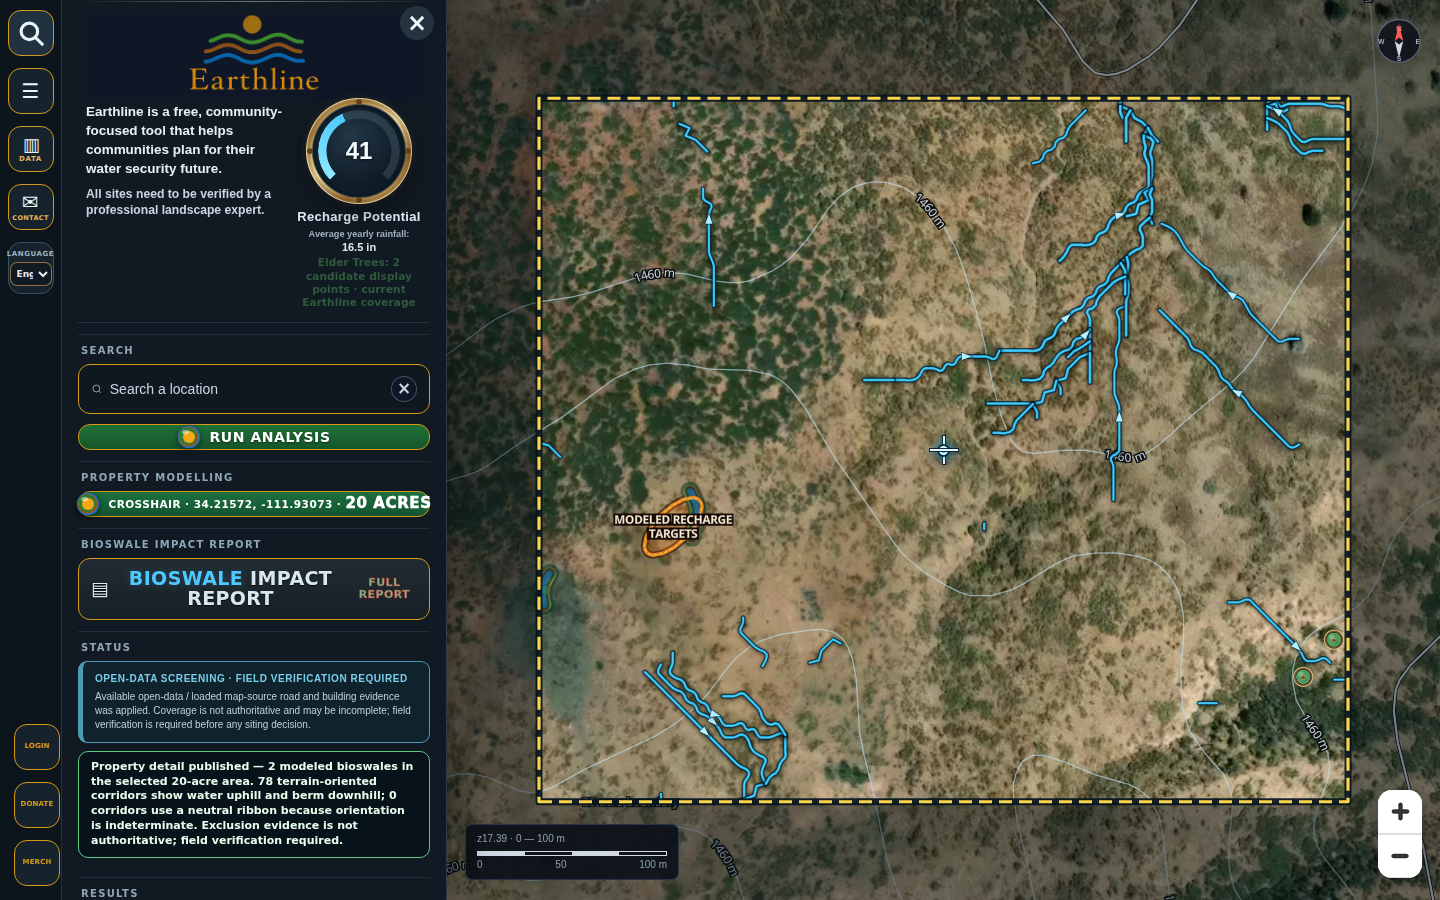 DATA
CONTACT
LANGUAGE
Eng
LOGIN
DONATE
MERCH
Earthline
Earthline is a free, community-
focused tool that helps
communities plan for their
water security future.
All sites need to be verified by a
professional landscape expert.
41
Recharge Potential
Average yearly rainfall:
16.5 in
Elder Trees: 2
candidate display
points · current
Earthline coverage
SEARCH
Search a location
RUN ANALYSIS
PROPERTY MODELLING
CROSSHAIR · 34.21572, -111.93073 · 20 ACRES
BIOSWALE IMPACT REPORT
BIOSWALE IMPACT
REPORT
FULL
REPORT
STATUS
OPEN-DATA SCREENING · FIELD VERIFICATION REQUIRED
Available open-data / loaded map-source road and building evidence
was applied. Coverage is not authoritative and may be incomplete; field
verification is required before any siting decision.
Property detail published — 2 modeled bioswales in
the selected 20-acre area. 78 terrain-oriented
corridors show water uphill and berm downhill; 0
corridors use a neutral ribbon because orientation
is indeterminate. Exclusion evidence is not
authoritative; field verification required.
RESULTS
W
E
S
1460 m
1460 m
1460 m
MODELED RECHARGE
TARGETS
1460 m
1460 m
z17.39 · 0 — 100 m
0
50
100 m